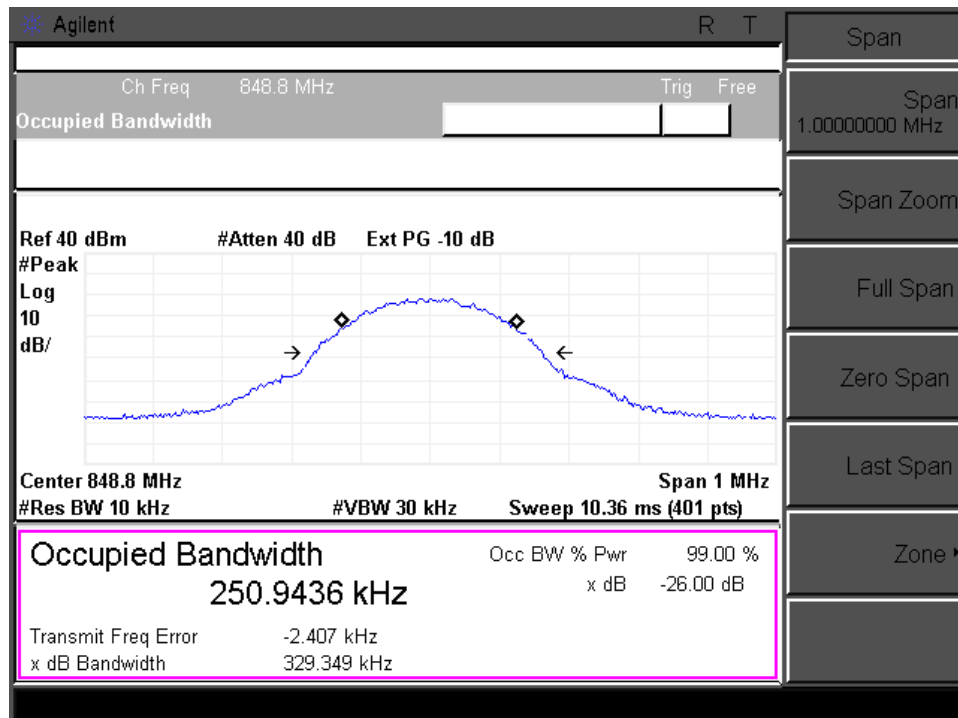 Agilent R T
Ch Freq 848.8 MHz Trig Free
Occupied Bandwidth
Ref 40 dBm #Atten 40 dB Ext PG -10 dB
#Peak
Log
10
dB/
Center 848.8 MHz Span 1 MHz
#Res BW 10 kHz #VBW 30 kHz Sweep 10.36 ms (401 pts)
Occupied Bandwidth
250.9436 kHz
Occ BW % Pwr 99.00 %
x dB -26.00 dB
Transmit Freq Error -2.407 kHz
x dB Bandwidth 329.349 kHz
Span
Span
1.00000000 MHz
Span Zoom
Full Span
Zero Span
Last Span
Zone